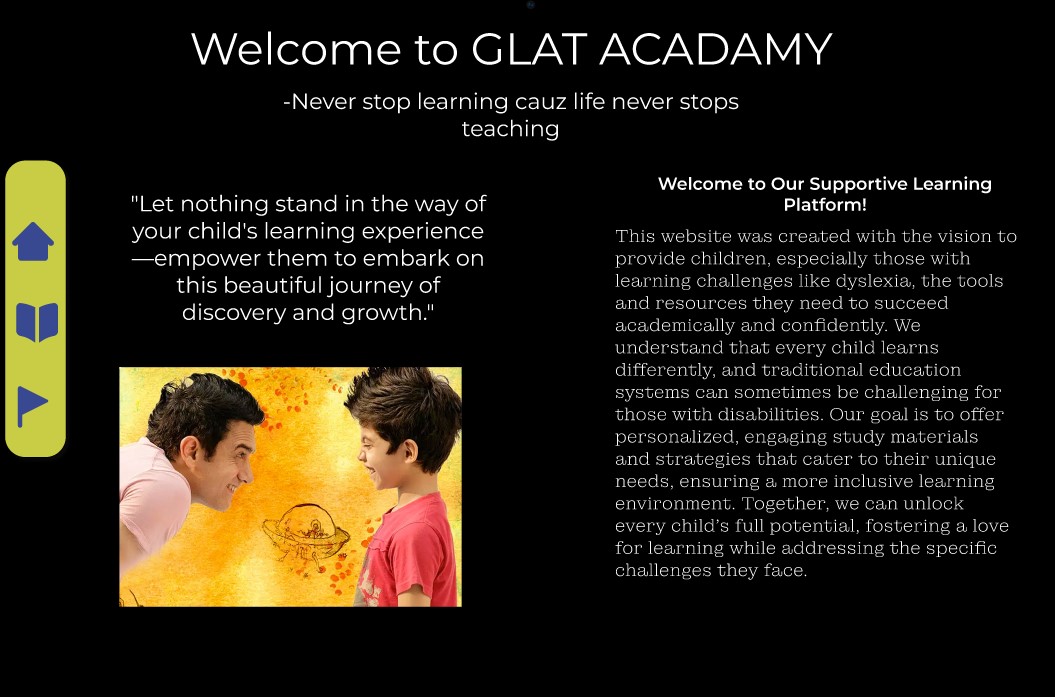 Welcome to GLAT ACADAMY
-Never stop learning cauz life never stops
teaching
"Let nothing stand in the way of
your child's learning experience
—empower them to embark on
this beautiful journey of
discovery and growth."
Welcome to Our Supportive Learning
Platform!
This website was created with the vision to
provide children, especially those with
learning challenges like dyslexia, the tools
and resources they need to succeed
academically and confidently. We
understand that every child learns
differently, and traditional education
systems can sometimes be challenging for
those with disabilities. Our goal is to offer
personalized, engaging study materials
and strategies that cater to their unique
needs, ensuring a more inclusive learning
environment. Together, we can unlock
every child’s full potential, fostering a love
for learning while addressing the specific
challenges they face.